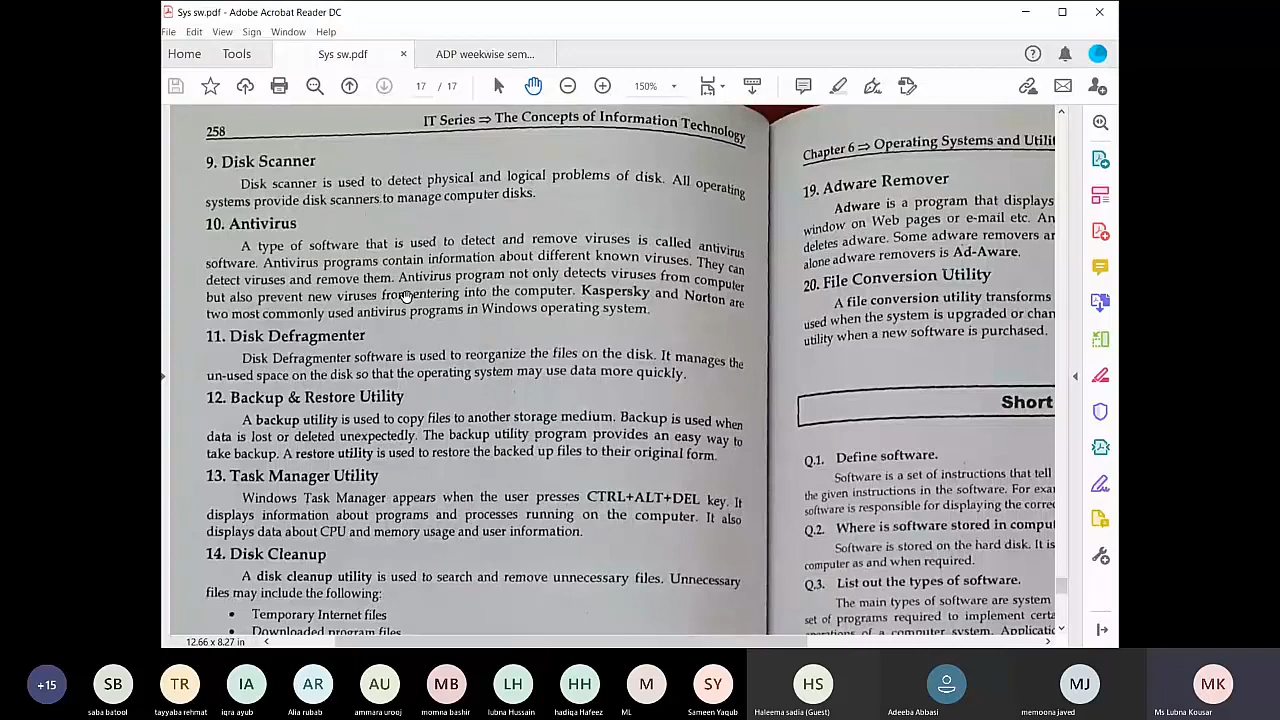 Sys sw.pdf - Adobe Acrobat Reader DC
File Edit View Sign Window Help
Home Tools Sys sw.pdf × ADP weekwise sem...
17 / 17 150%
258 IT Series ⇒ The Concepts of Information Technology
9. Disk Scanner
Disk scanner is used to detect physical and logical problems of disk. All operating
systems provide disk scanners to manage computer disks.
10. Antivirus
A type of software that is used to detect and remove viruses is called antivirus
software. Antivirus programs contain information about different known viruses. They can
detect viruses and remove them. Antivirus program not only detects viruses from computer
but also prevent new viruses from entering into the computer. Kaspersky and Norton are
two most commonly used antivirus programs in Windows operating system.
11. Disk Defragmenter
Disk Defragmenter software is used to reorganize the files on the disk. It manages the
un-used space on the disk so that the operating system may use data more quickly.
12. Backup & Restore Utility
A backup utility is used to copy files to another storage medium. Backup is used when
data is lost or deleted unexpectedly. The backup utility program provides an easy way to
take backup. A restore utility is used to restore the backed up files to their original form.
13. Task Manager Utility
Windows Task Manager appears when the user presses CTRL+ALT+DEL key. It
displays information about programs and processes running on the computer. It also
displays data about CPU and memory usage and user information.
14. Disk Cleanup
A disk cleanup utility is used to search and remove unnecessary files. Unnecessary
files may include the following:
• Temporary Internet files
• Downloaded program files
Chapter 6 ⇒ Operating Systems and Utili
19. Adware Remover
Adware is a program that displays
window on Web pages or e-mail etc. An
deletes adware. Some adware removers ar
alone adware removers is Ad-Aware.
20. File Conversion Utility
A file conversion utility transforms
used when the system is upgraded or chan
utility when a new software is purchased.
Short
Q.1. Define software.
Software is a set of instructions that tell
the given instructions in the software. For exa
software is responsible for displaying the corre
Q.2. Where is software stored in comput
Software is stored on the hard disk. It is
computer as and when required.
Q.3. List out the types of software.
The main types of software are system
set of programs required to implement certa
operations of a computer system. Applicatio
12.66 x 8.27 in
+15 SB TR IA AR AU MB LH HH M SY HS MJ MK
saba batool tayyaba rehmat iqra ayub Alia rubab ammara urooj momna bashir lubna Hussain hadiqa Hafeez ML Sameen Yaqub Haleema sadia (Guest) Adeeba Abbasi memoona javed Ms Lubna Kousar